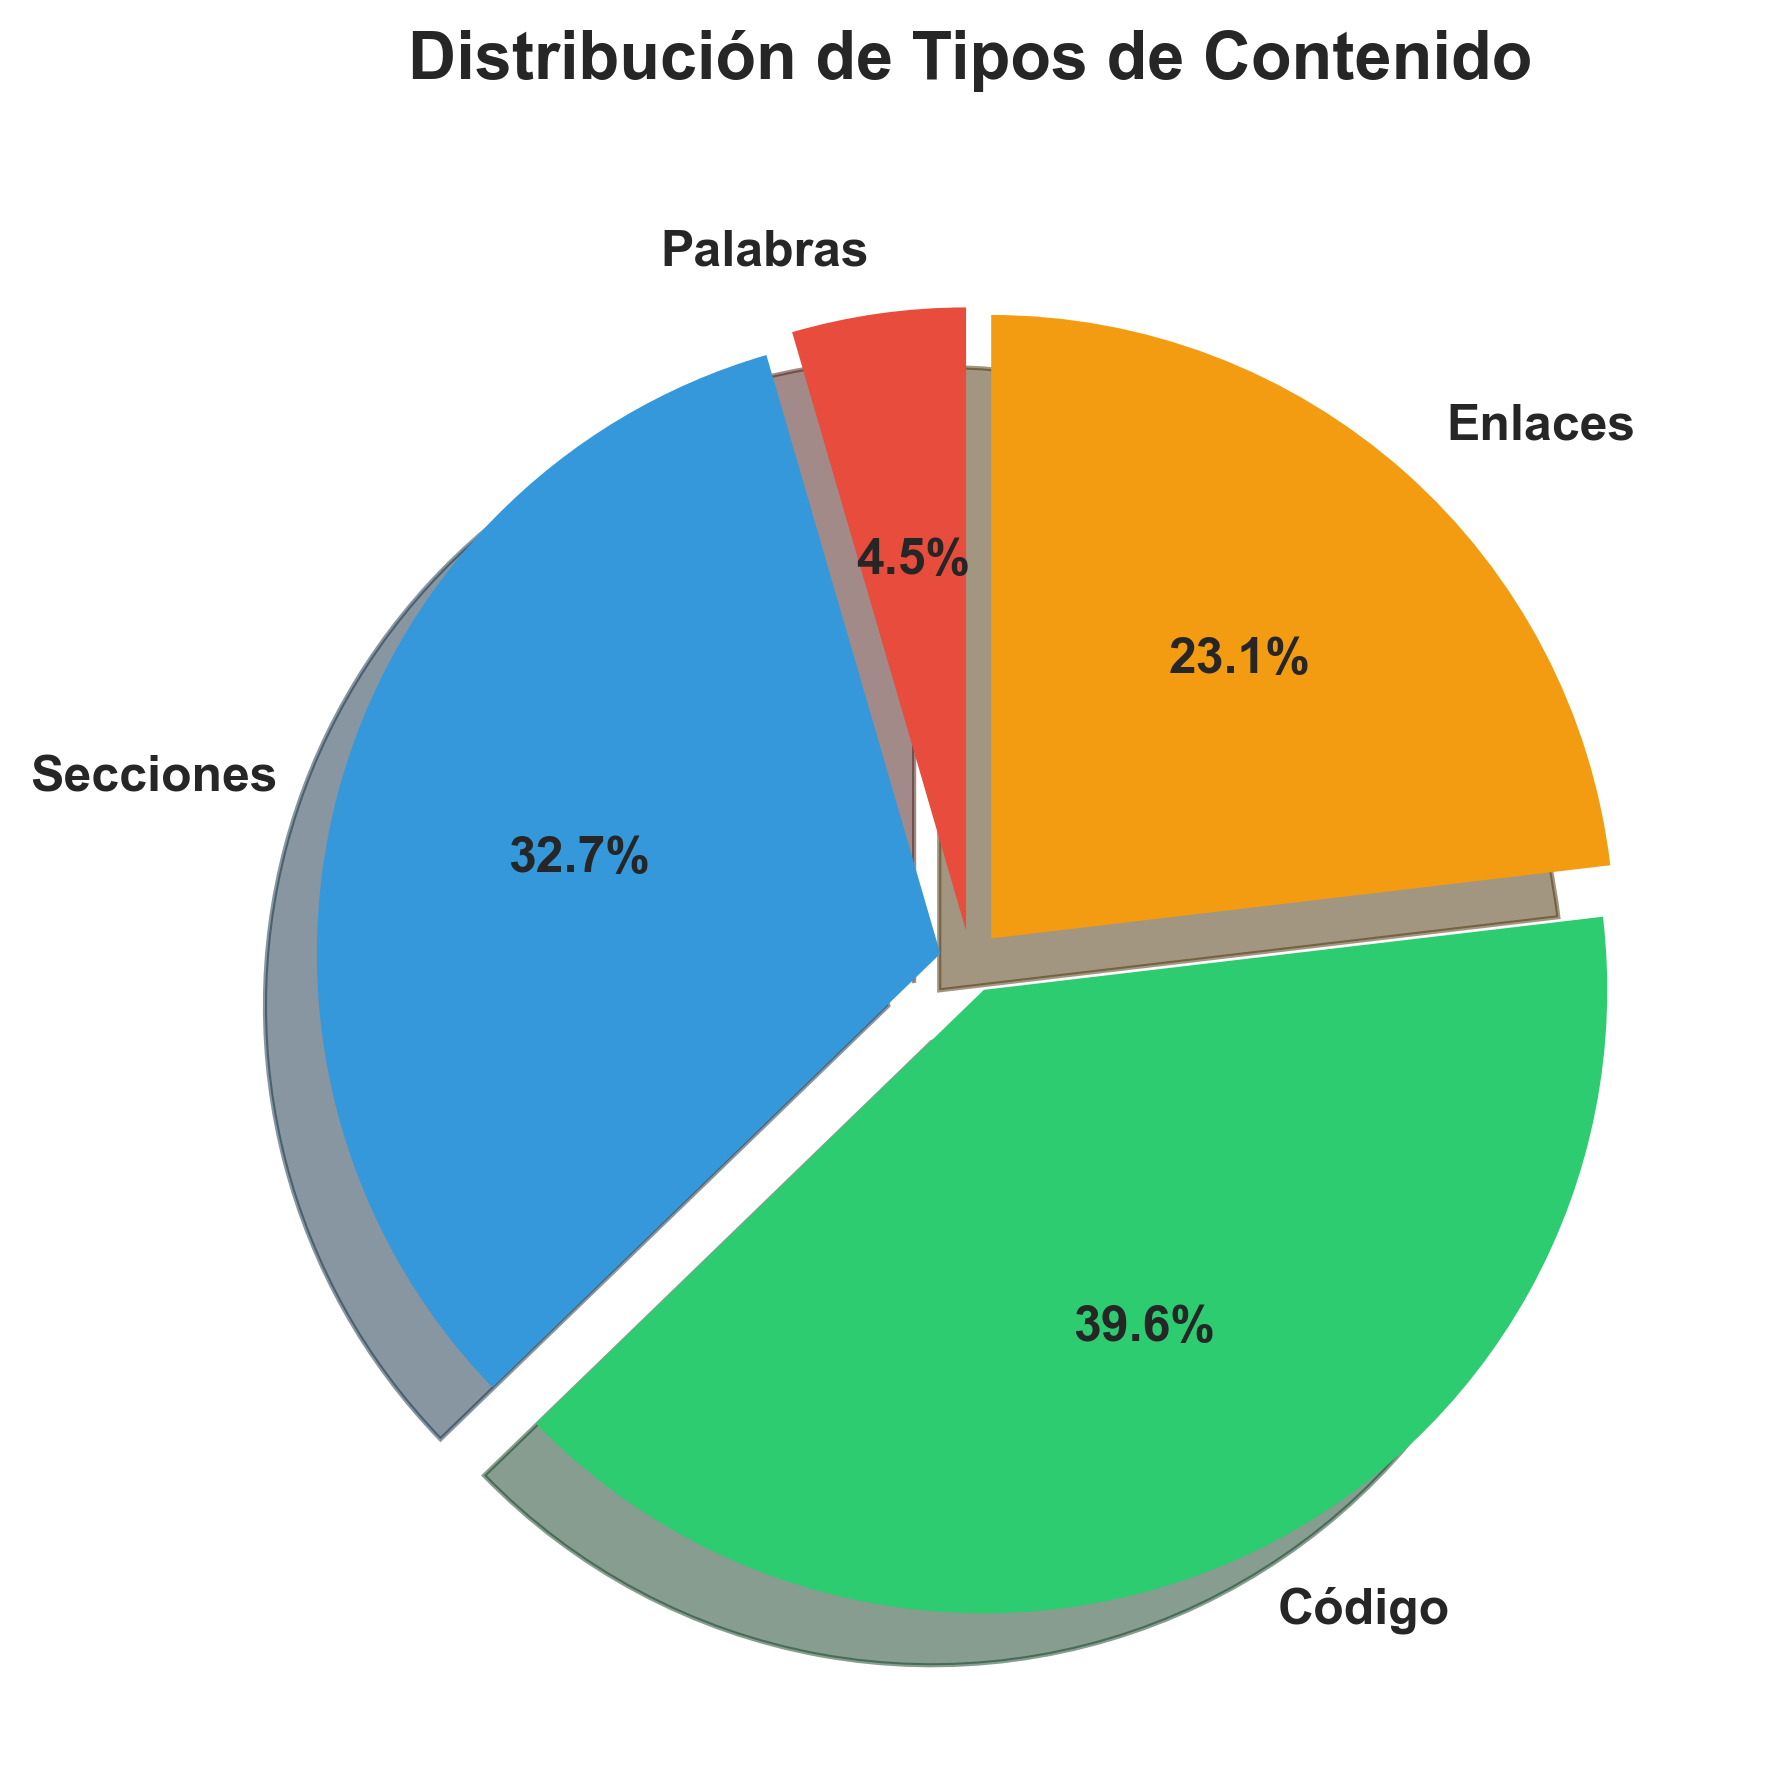 Distribución de Tipos de Contenido
Palabras
Enlaces
4.5%
23.1%
Secciones
32.7%
39.6%
Código